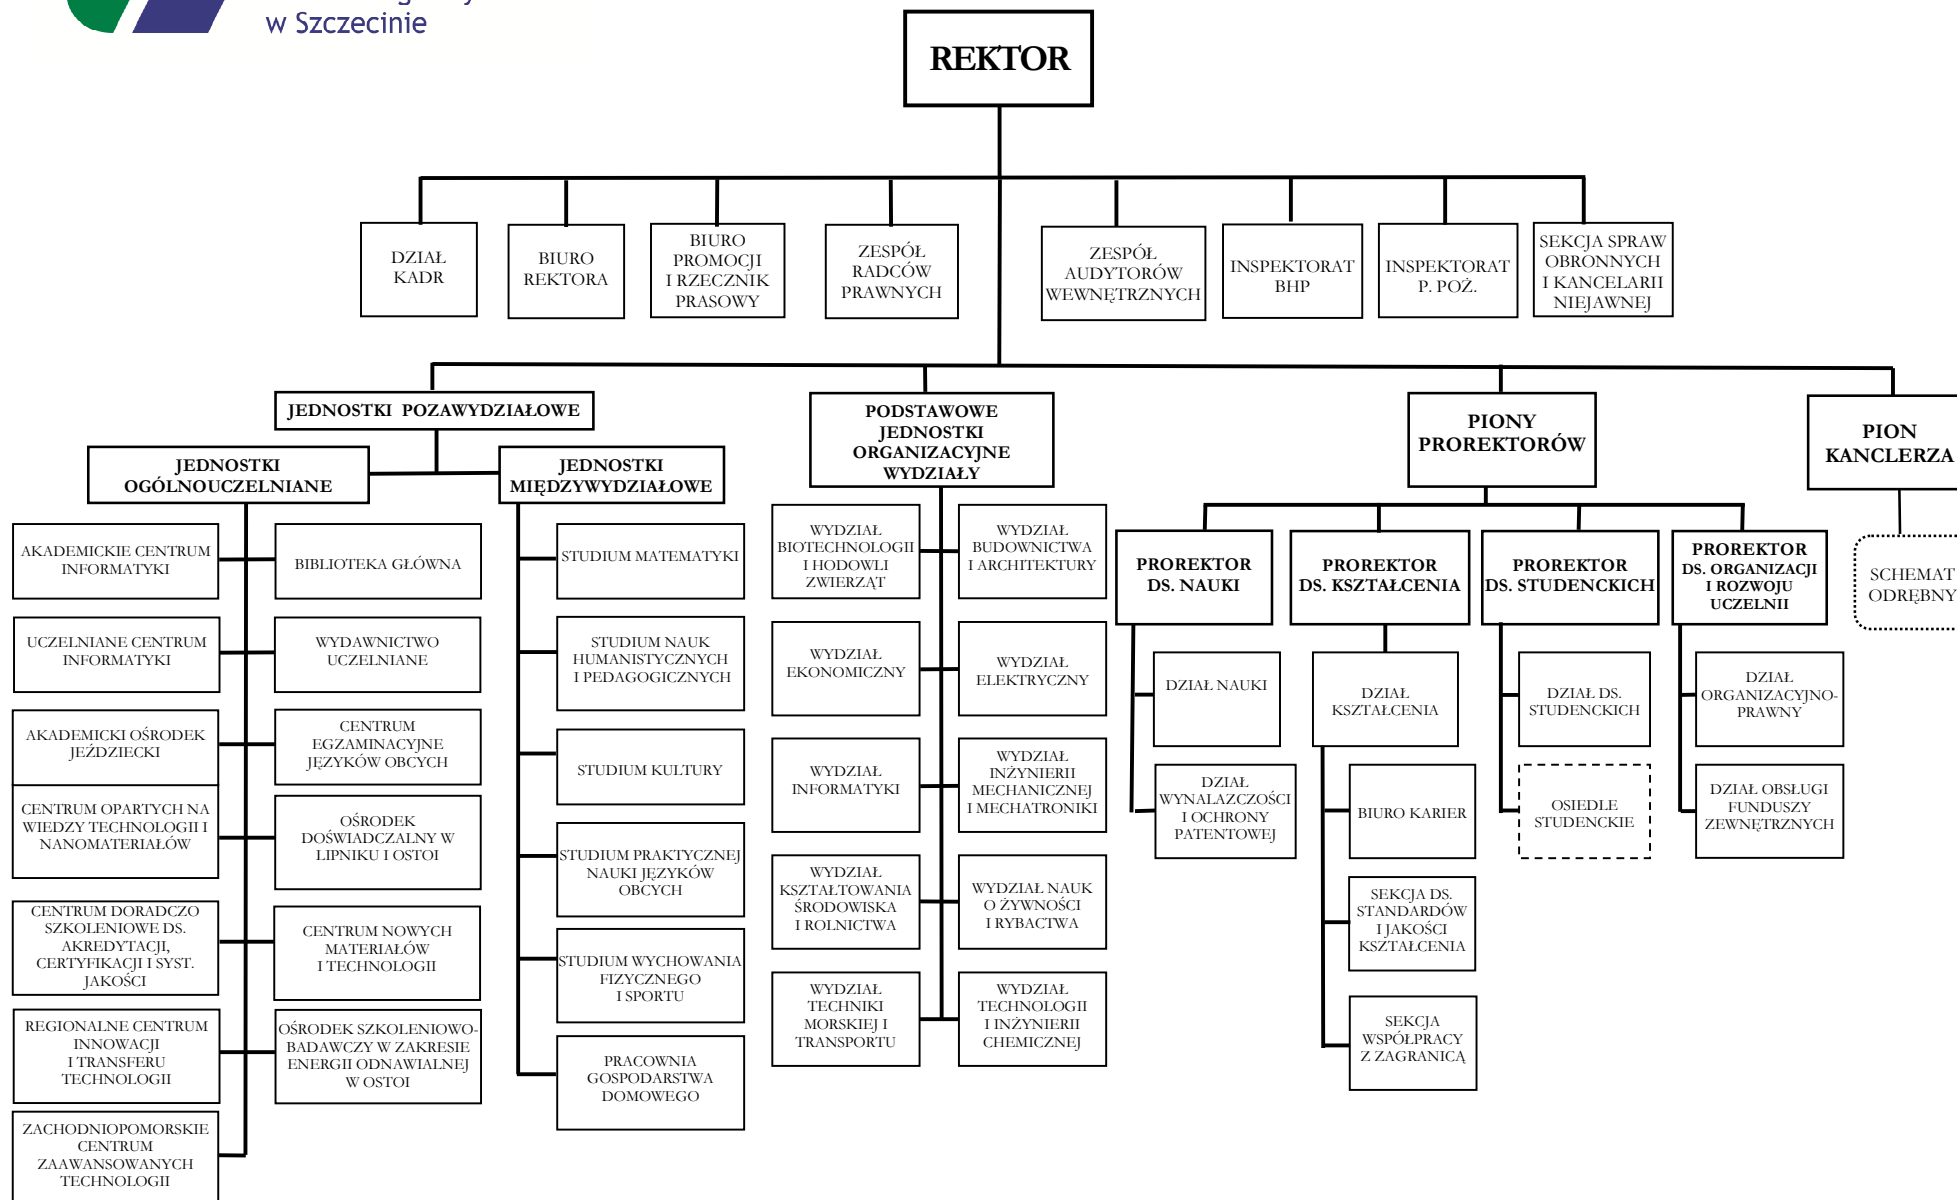 w Szczecinie
REKTOR
DZIAŁ
KADR
BIURO
REKTORA
BIURO
PROMOCJI
I RZECZNIK
PRASOWY
ZESPÓŁ
RADCÓW
PRAWNYCH
ZESPÓŁ
AUDYTORÓW
WEWNĘTRZNYCH
INSPEKTORAT
BHP
INSPEKTORAT
P. POŻ.
SEKCJA SPRAW
OBRONNYCH
I KANCELARII
NIEJAWNEJ
JEDNOSTKI POZAWYDZIAŁOWE
JEDNOSTKI
OGÓLNOUCZELNIANE
JEDNOSTKI
MIĘDZYWYDZIAŁOWE
PODSTAWOWE
JEDNOSTKI
ORGANIZACYJNE
WYDZIAŁY
PIONY
PROREKTORÓW
PION
KANCLERZA
AKADEMICKIE CENTRUM
INFORMATYKI
BIBLIOTEKA GŁÓWNA
UCZELNIANE CENTRUM
INFORMATYKI
WYDAWNICTWO
UCZELNIANE
AKADEMICKI OŚRODEK
JEŹDZIECKI
CENTRUM
EGZAMINACYJNE
JĘZYKÓW OBCYCH
CENTRUM OPARTYCH NA
WIEDZY TECHNOLOGII I
NANOMATERIAŁÓW
OŚRODEK
DOŚWIADCZALNY W
LIPNIKU I OSTOI
CENTRUM DORADCZO
SZKOLENIOWE DS.
AKREDYTACJI,
CERTYFIKACJI I SYST.
JAKOŚCI
CENTRUM NOWYCH
MATERIAŁÓW
I TECHNOLOGII
REGIONALNE CENTRUM
INNOWACJI
I TRANSFERU
TECHNOLOGII
OŚRODEK SZKOLENIOWO-
BADAWCZY W ZAKRESIE
ENERGII ODNAWIALNEJ
W OSTOI
ZACHODNIOPOMORSKIE
CENTRUM
ZAAWANSOWANYCH
TECHNOLOGII
STUDIUM MATEMATYKI
STUDIUM NAUK
HUMANISTYCZNYCH
I PEDAGOGICZNYCH
STUDIUM KULTURY
STUDIUM PRAKTYCZNEJ
NAUKI JĘZYKÓW
OBCYCH
STUDIUM WYCHOWANIA
FIZYCZNEGO
I SPORTU
PRACOWNIA
GOSPODARSTWA
DOMOWEGO
WYDZIAŁ
BIOTECHNOLOGII
I HODOWLI
ZWIERZĄT
WYDZIAŁ
BUDOWNICTWA
I ARCHITEKTURY
WYDZIAŁ
EKONOMICZNY
WYDZIAŁ
ELEKTRYCZNY
WYDZIAŁ
INFORMATYKI
WYDZIAŁ
INŻYNIERII
MECHANICZNEJ
I MECHATRONIKI
WYDZIAŁ
KSZTAŁTOWANIA
ŚRODOWISKA
I ROLNICTWA
WYDZIAŁ NAUK
O ŻYWNOŚCI
I RYBACTWA
WYDZIAŁ
TECHNIKI
MORSKIEJ I
TRANSPORTU
WYDZIAŁ
TECHNOLOGII
I INŻYNIERII
CHEMICZNEJ
PROREKTOR
DS. NAUKI
PROREKTOR
DS. KSZTAŁCENIA
PROREKTOR
DS. STUDENCKICH
PROREKTOR
DS. ORGANIZACJI
I ROZWOJU
UCZELNII
SCHEMAT
ODRĘBNY
DZIAŁ NAUKI
DZIAŁ
WYNALAZCZOŚCI
I OCHRONY
PATENTOWEJ
DZIAŁ
KSZTAŁCENIA
BIURO KARIER
SEKCJA DS.
STANDARDÓW
I JAKOŚCI
KSZTAŁCENIA
SEKCJA
WSPÓŁPRACY
Z ZAGRANICĄ
DZIAŁ DS.
STUDENCKICH
OSIEDLE
STUDENCKIE
DZIAŁ
ORGANIZACYJNO-
PRAWNY
DZIAŁ OBSŁUGI
FUNDUSZY
ZEWNĘTRZNYCH